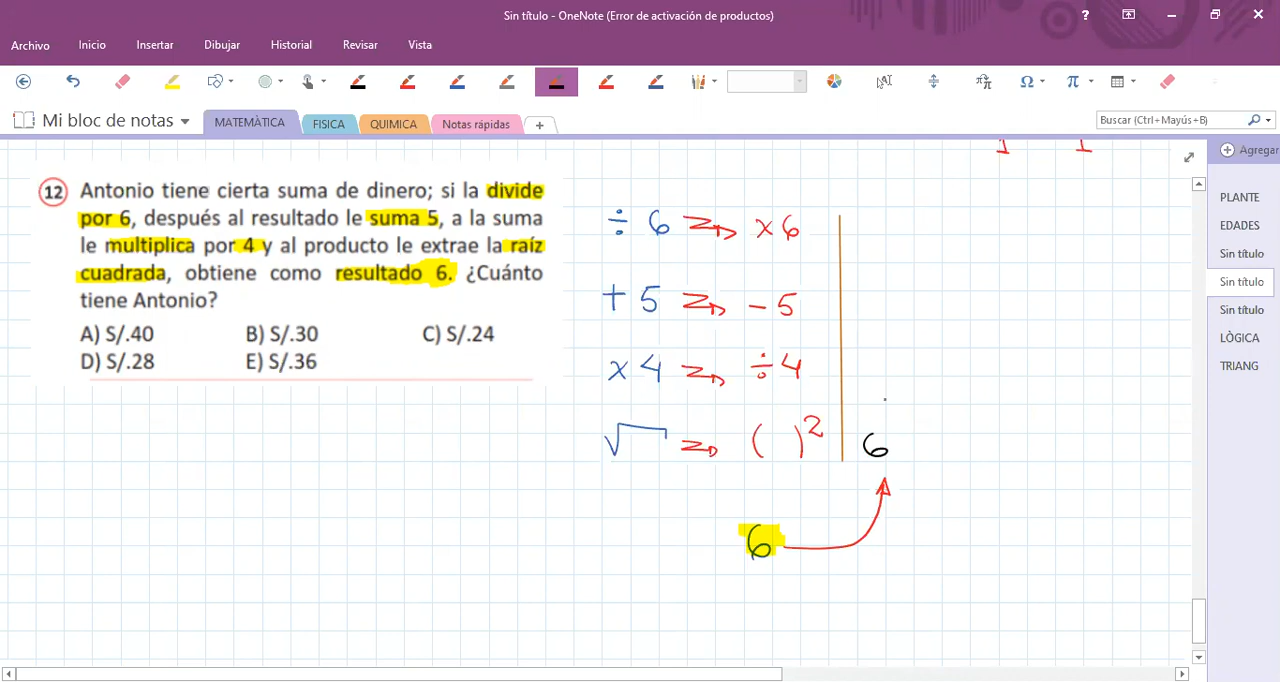 Sin título - OneNote (Error de activación de productos)
?
Archivo Inicio Insertar Dibujar Historial Revisar Vista
Mi bloc de notas MATEMÀTICA FISICA QUIMICA Notas rápidas + Buscar (Ctrl+Mayús+B)
1 1 Agregar
12 Antonio tiene cierta suma de dinero; si la divide
por 6, después al resultado le suma 5, a la suma
le multiplica por 4 y al producto le extrae la raíz
cuadrada, obtiene como resultado 6. ¿Cuánto
tiene Antonio?
A) S/.40 B) S/.30 C) S/.24
D) S/.28 E) S/.36
÷ 6 ×6
+ 5 - 5
× 4 ÷4
√ ( )² 6
6
PLANTE
EDADES
Sin título
Sin título
Sin título
LÒGICA
TRIANG